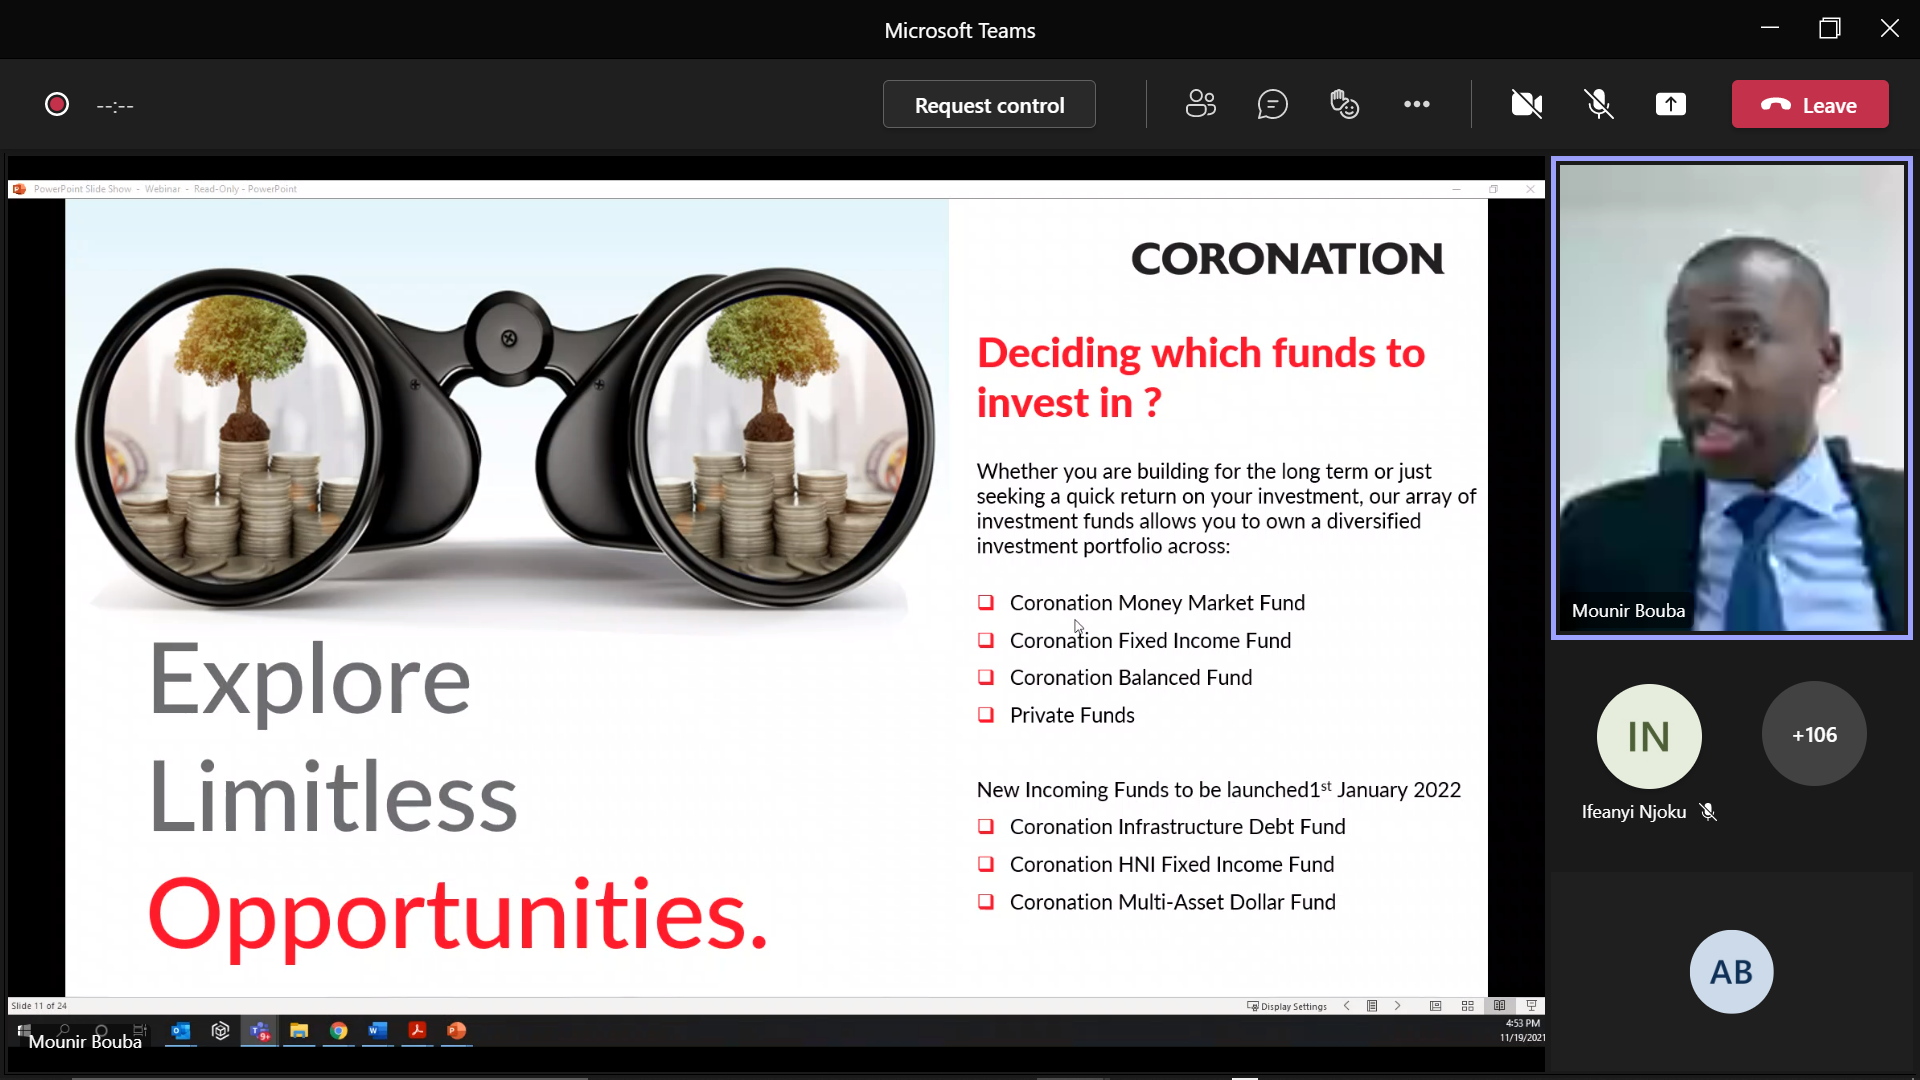 Microsoft Teams
--:--
Request control
Leave
PowerPoint Slide Show - Webinar - Read-Only - PowerPoint
CORONATION
Deciding which funds to
invest in ?
Whether you are building for the long term or just
seeking a quick return on your investment, our array of
investment funds allows you to own a diversified
investment portfolio across:
Coronation Money Market Fund
Coronation Fixed Income Fund
Coronation Balanced Fund
Private Funds
New Incoming Funds to be launched1st January 2022
Coronation Infrastructure Debt Fund
Coronation HNI Fixed Income Fund
Coronation Multi-Asset Dollar Fund
Explore
Limitless
Opportunities.
Slide 11 of 24
Display Settings
4:53 PM
11/19/2021
Mounir Bouba
Mounir Bouba
IN
+106
Ifeanyi Njoku
AB